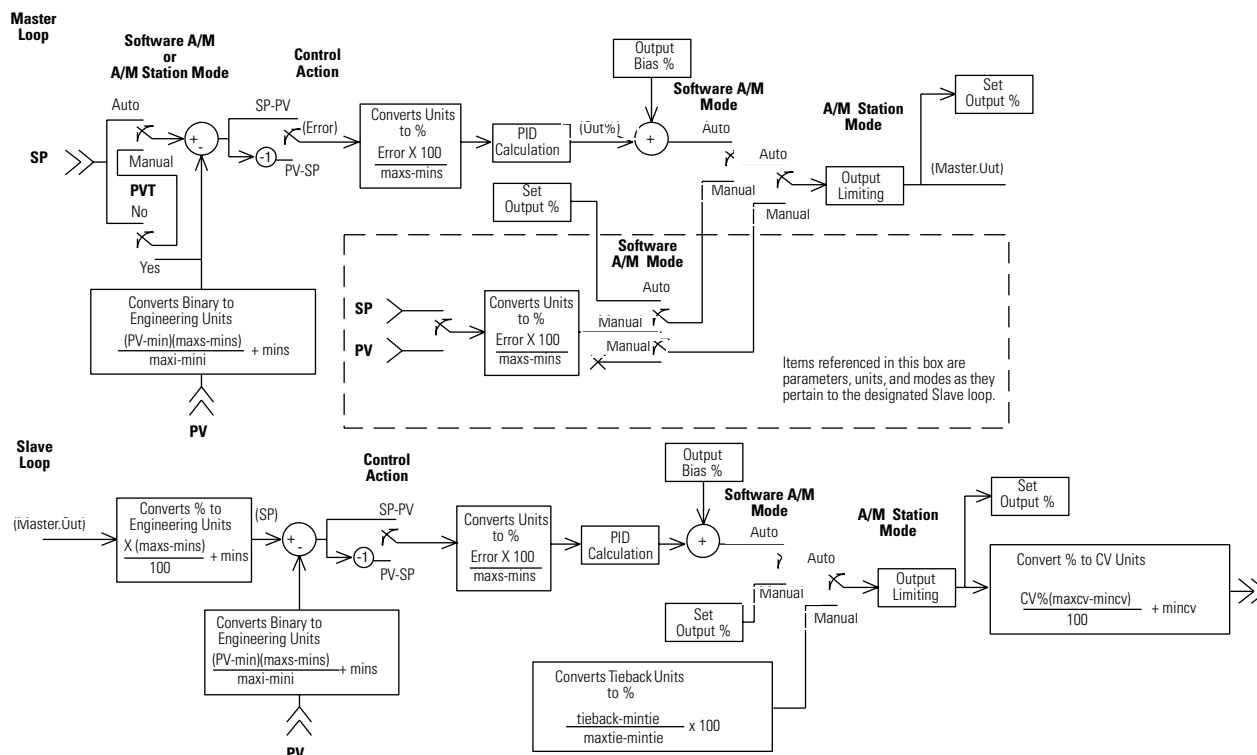 Master
Loop
Software A/M
or
A/M Station Mode
Control
Action
Output
Bias %
Software A/M
Mode
A/M Station
Mode
Set
Output %
Auto
SP-PV
(Error)
Converts Units
to %
Error X 100
maxs-mins
PID
Calculation
(Out%)
+
Auto
+
-
-1
PV-SP
SP
Manual
PVT
No
Yes
Set
Output %
Manual
Auto
Manual
Output
Limiting
(Master.Out)
Software
A/M Mode
Auto
SP
PV
Converts Units
to %
Error X 100
maxs-mins
Manual
Manual
Items referenced in this box are
parameters, units, and modes as they
pertain to the designated Slave loop.
Converts Binary to
Engineering Units
(PV-min)(maxs-mins)
maxi-mini
+ mins
PV
Slave
Loop
Control
Action
Output
Bias %
Software A/M
Mode
A/M Station
Mode
Set
Output %
(Master.Out)
Converts % to
Engineering Units
X (maxs-mins)
100
+ mins
(SP)
+
-
SP-PV
-1
PV-SP
Converts Units
to %
Error X 100
maxs-mins
PID
Calculation
+
Auto
Manual
Set
Output %
Auto
Manual
Output
Limiting
Convert % to CV Units
CV%(maxcv-mincv)
100
+ mincv
Converts Binary to
Engineering Units
(PV-min)(maxs-mins)
maxi-mini
+ mins
PV
Converts Tieback Units
to %
tieback-mintie
maxtie-mintie
x 100